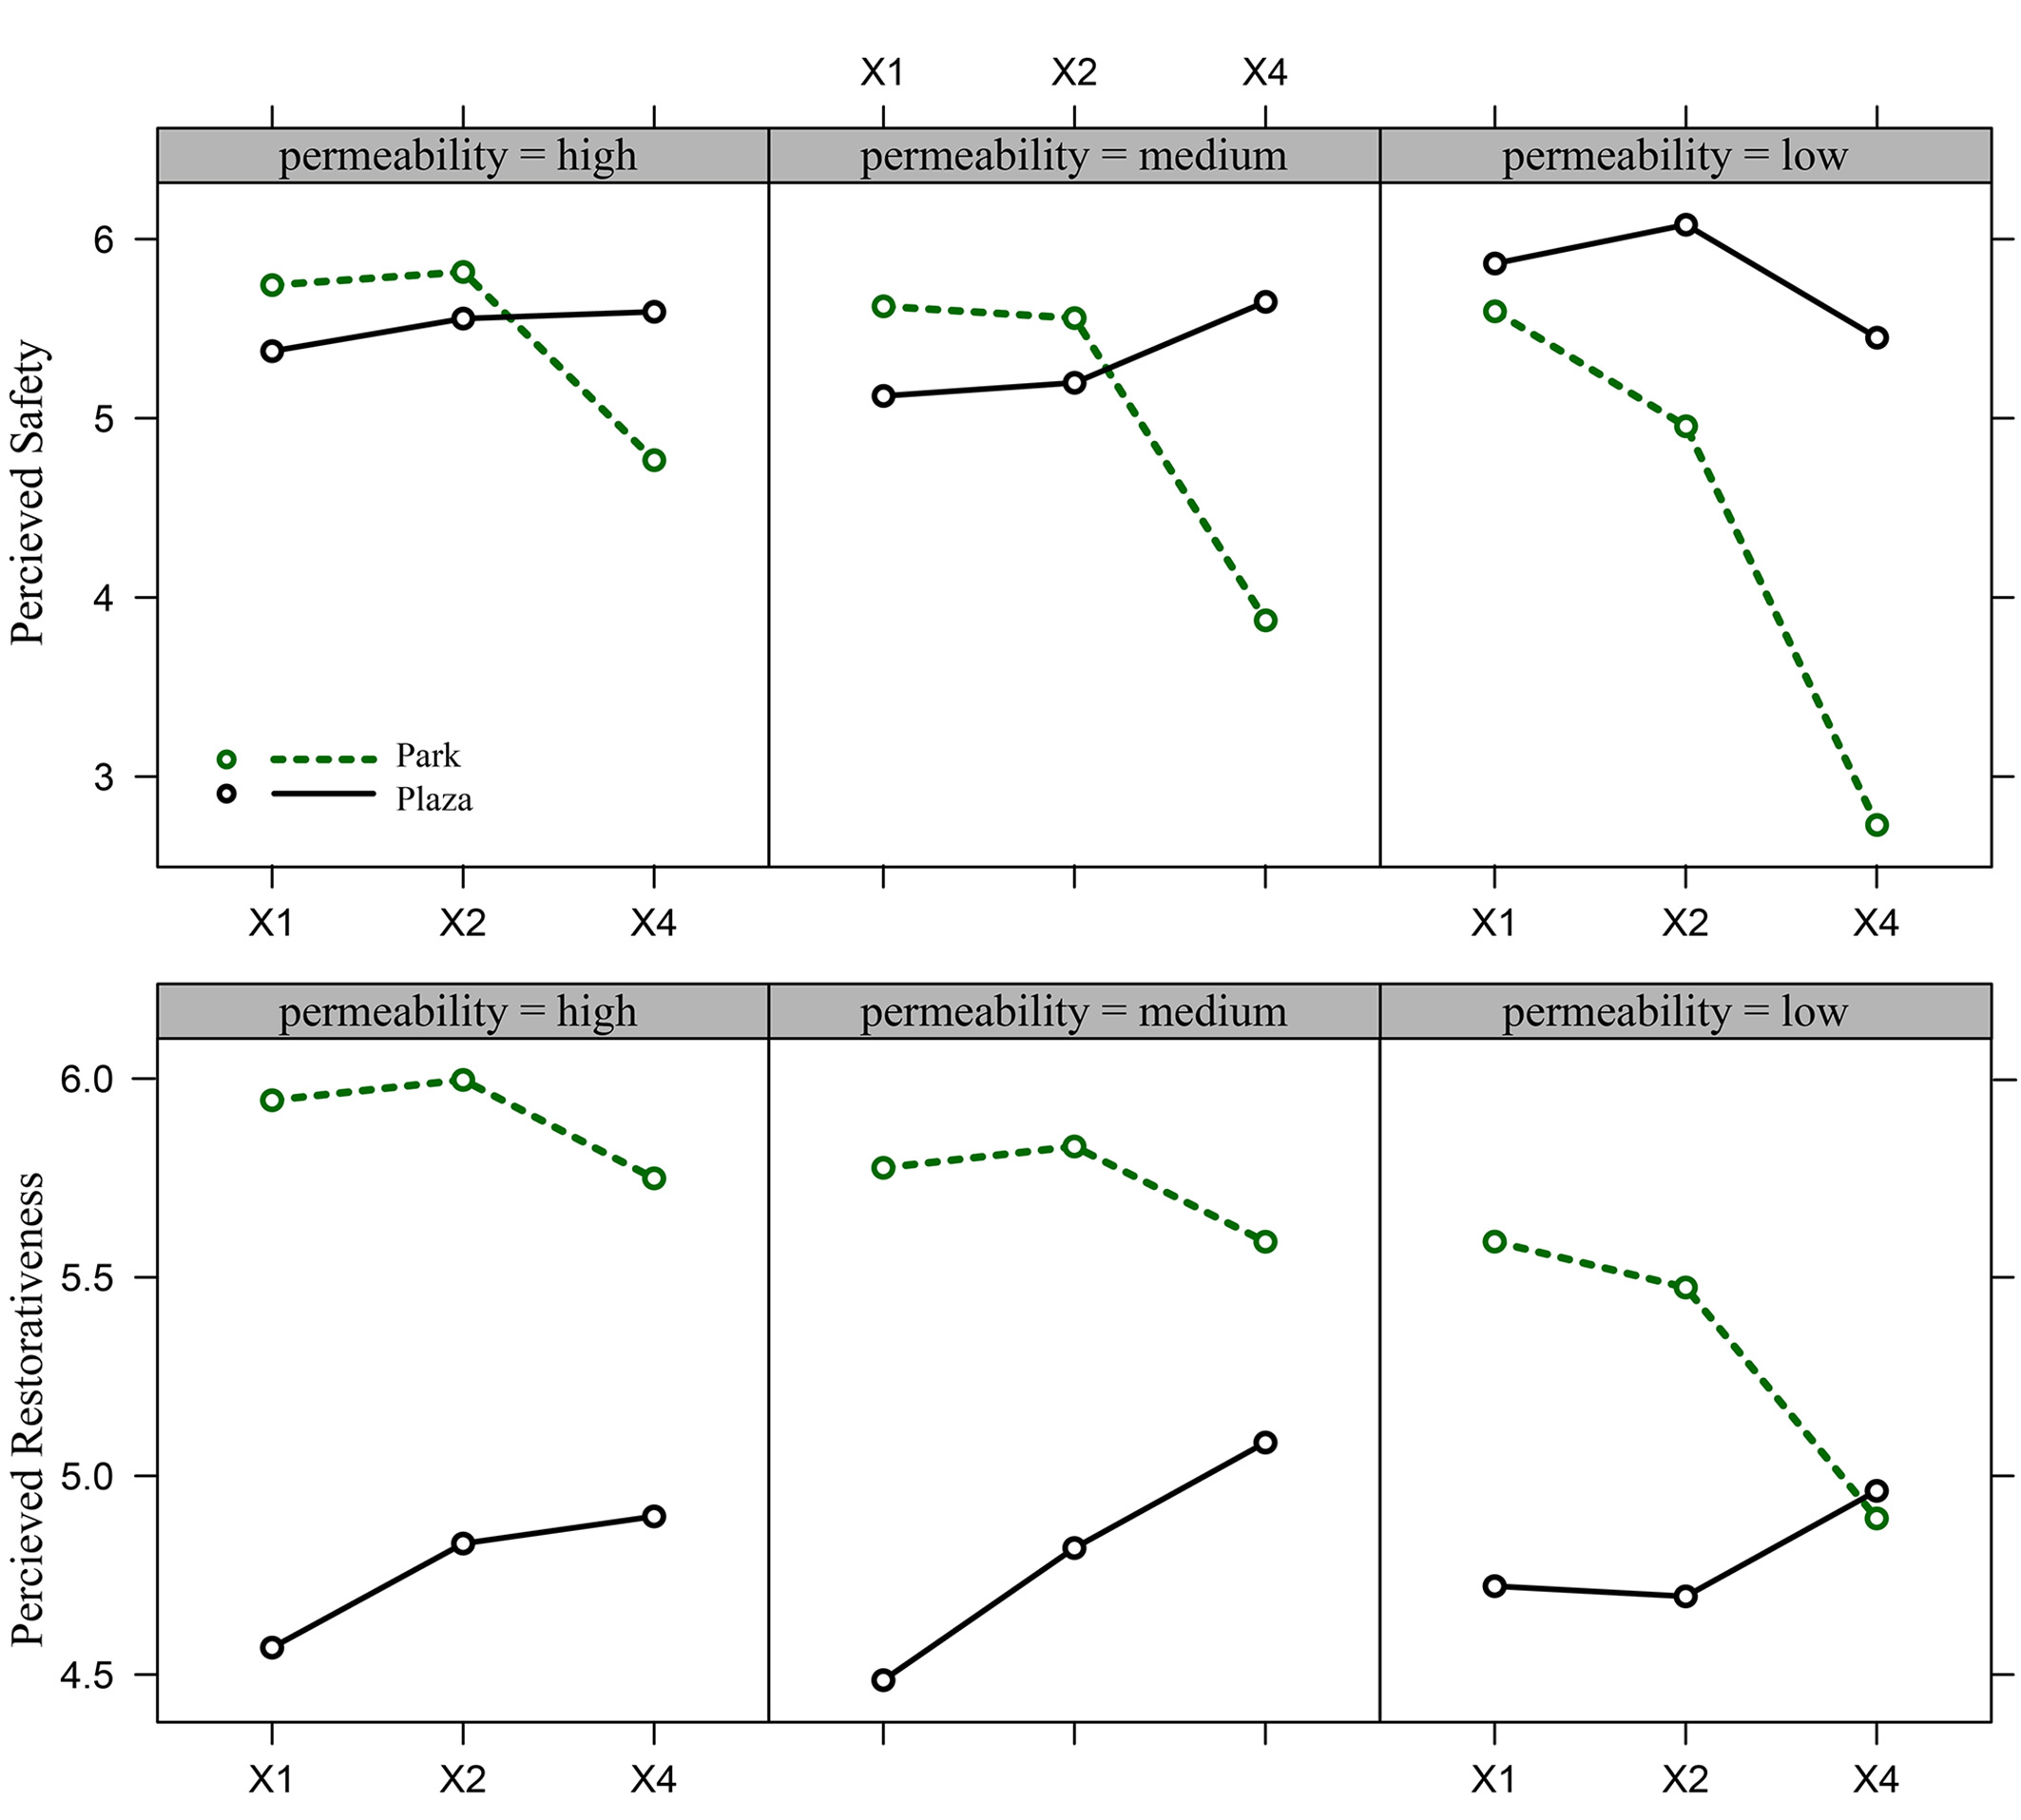 X1 X2 X4
permeability = high permeability = medium permeability = low
6
5
4
3
Percieved Safety
Park
Plaza
X1 X2 X4 X1 X2 X4
permeability = high permeability = medium permeability = low
6.0
5.5
5.0
4.5
Percieved Restorativeness
X1 X2 X4 X1 X2 X4